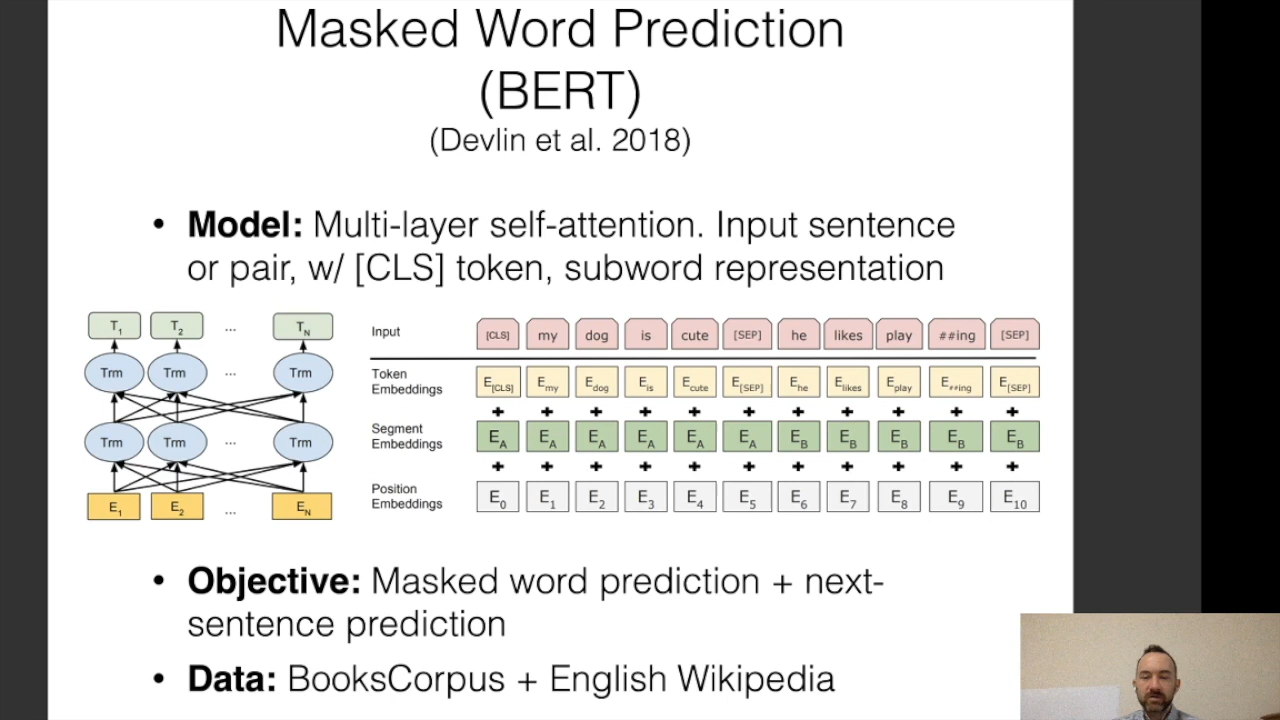 Masked Word Prediction
(BERT)
(Devlin et al. 2018)
• Model: Multi-layer self-attention. Input sentence
or pair, w/ [CLS] token, subword representation
T1 T2 ... TN
Trm Trm ... Trm
Trm Trm ... Trm
E1 E2 ... EN
Input [CLS] my dog is cute [SEP] he likes play ##ing [SEP]
Token
Embeddings
E[CLS] Emy Edog Eis Ecute E[SEP] Ehe Elikes Eplay E##ing E[SEP]
+ + + + + + + + + + +
Segment
Embeddings
EA EA EA EA EA EA EB EB EB EB EB
+ + + + + + + + + + +
Position
Embeddings
E0 E1 E2 E3 E4 E5 E6 E7 E8 E9 E10
• Objective: Masked word prediction + next-
sentence prediction
• Data: BooksCorpus + English Wikipedia